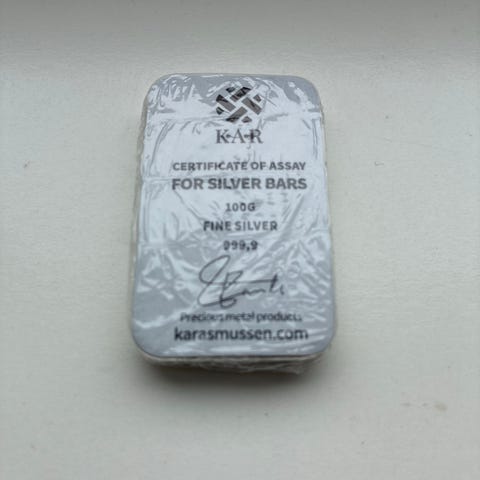 K·A·R
CERTIFICATE OF ASSAY
FOR SILVER BARS
100G
FINE SILVER
999,9
Precious metal products
karasmussen.com